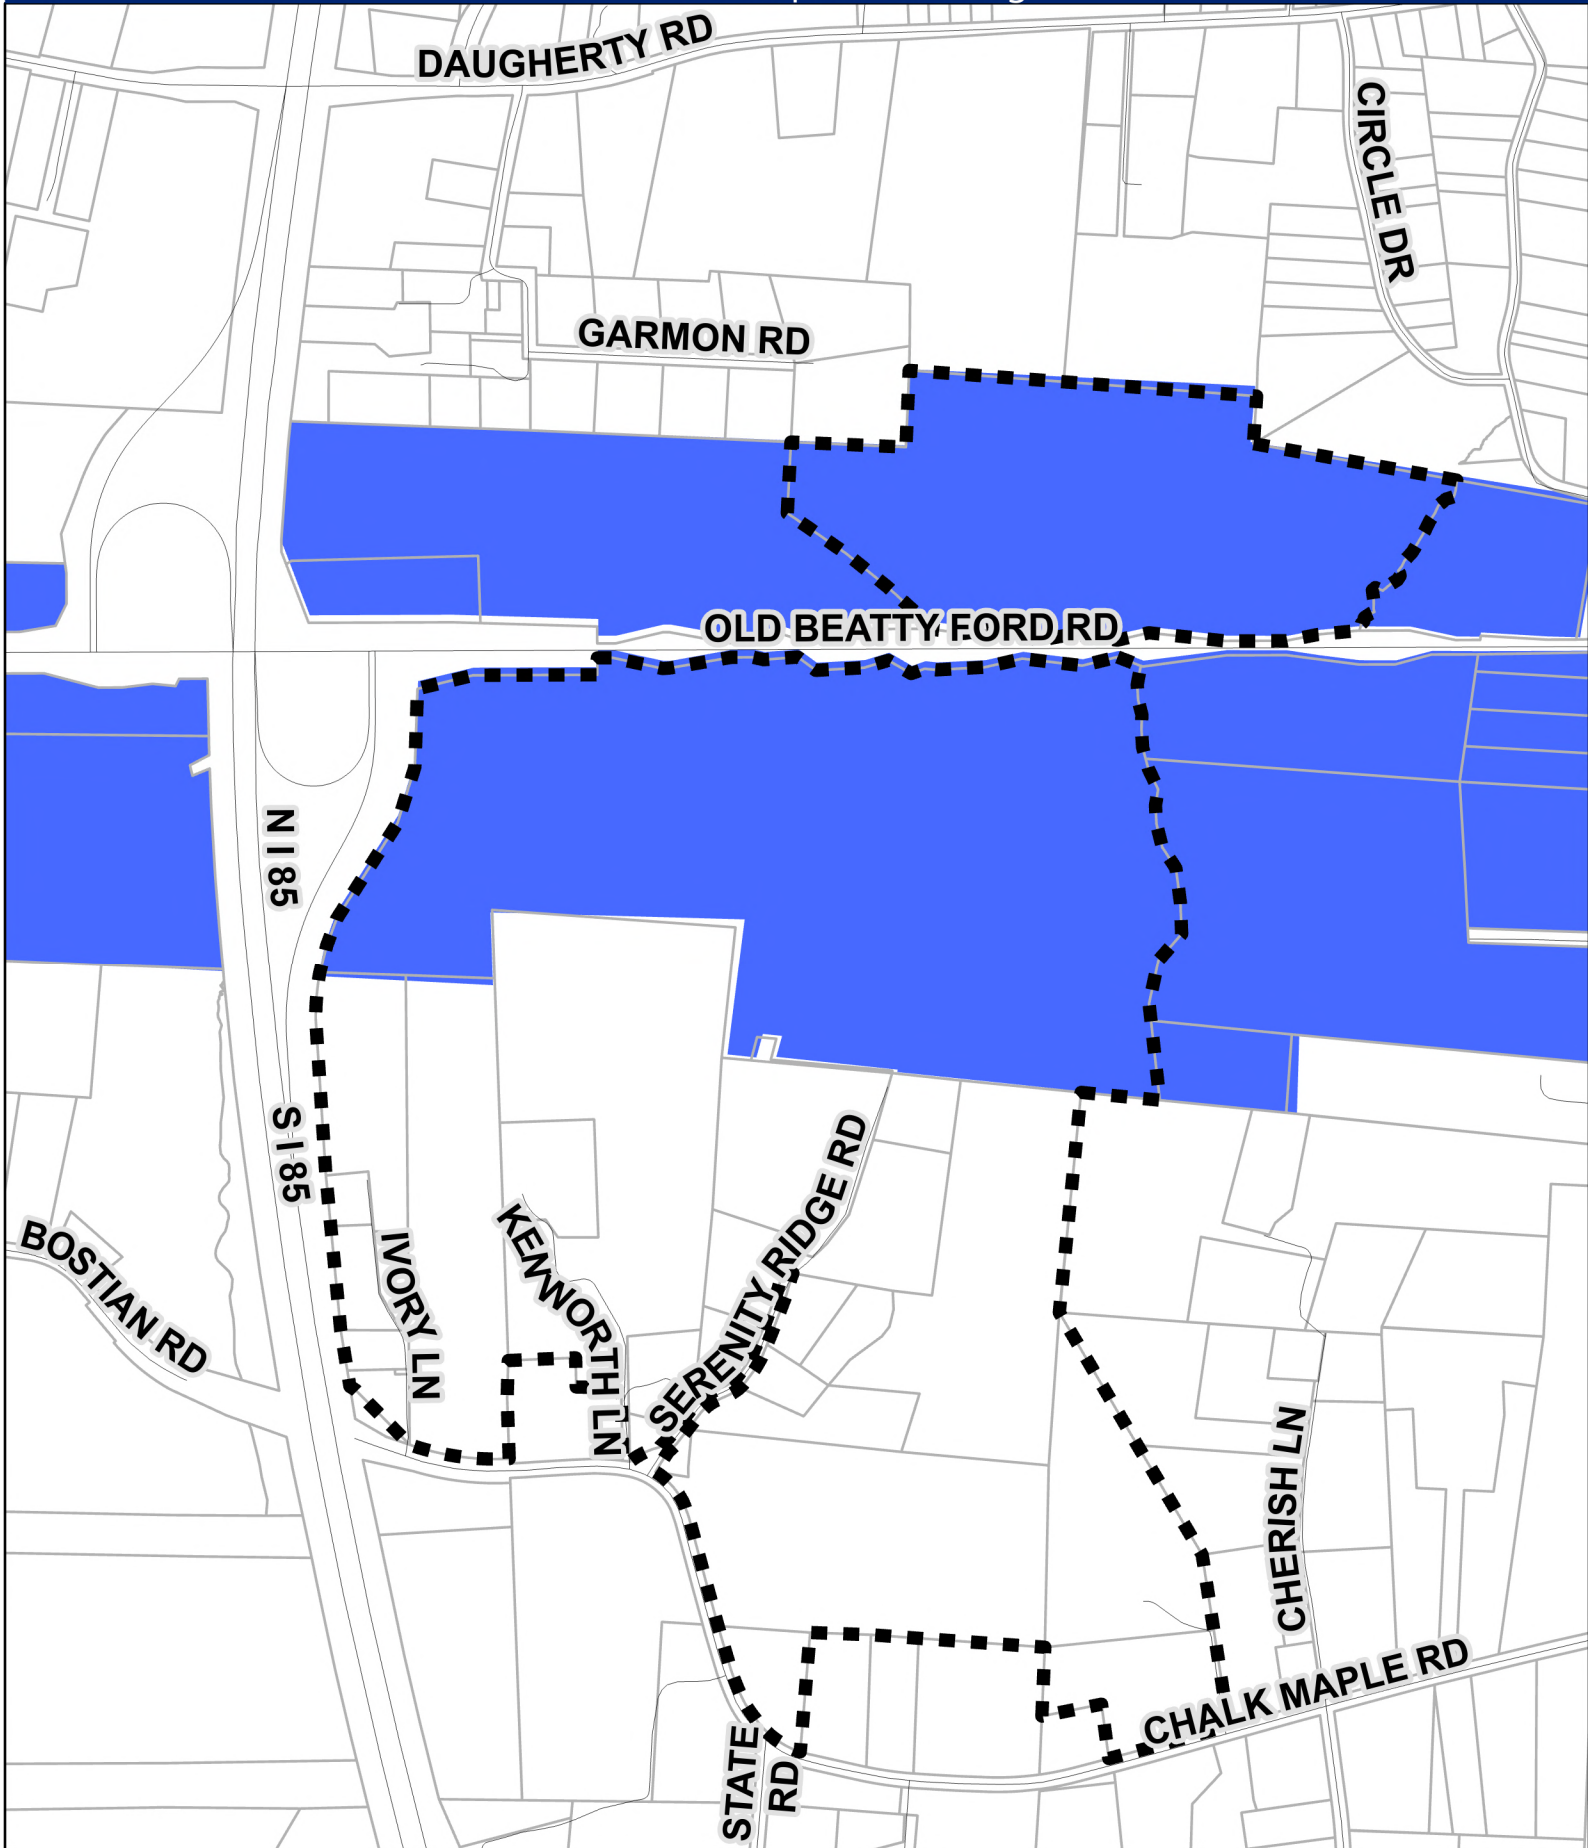 DAUGHERTY RD
CIRCLE DR
GARMON RD
OLD BEATTY FORD RD
N I 85
S I 85
BOSTIAN RD
IVORY LN
KENWORTH LN
SERENITY RIDGE RD
CHERISH LN
CHALK MAPLE RD
STATE
RD